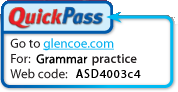 QuickPass
Go to glencoe.com
For: Grammar practice
Web code: ASD4003c4